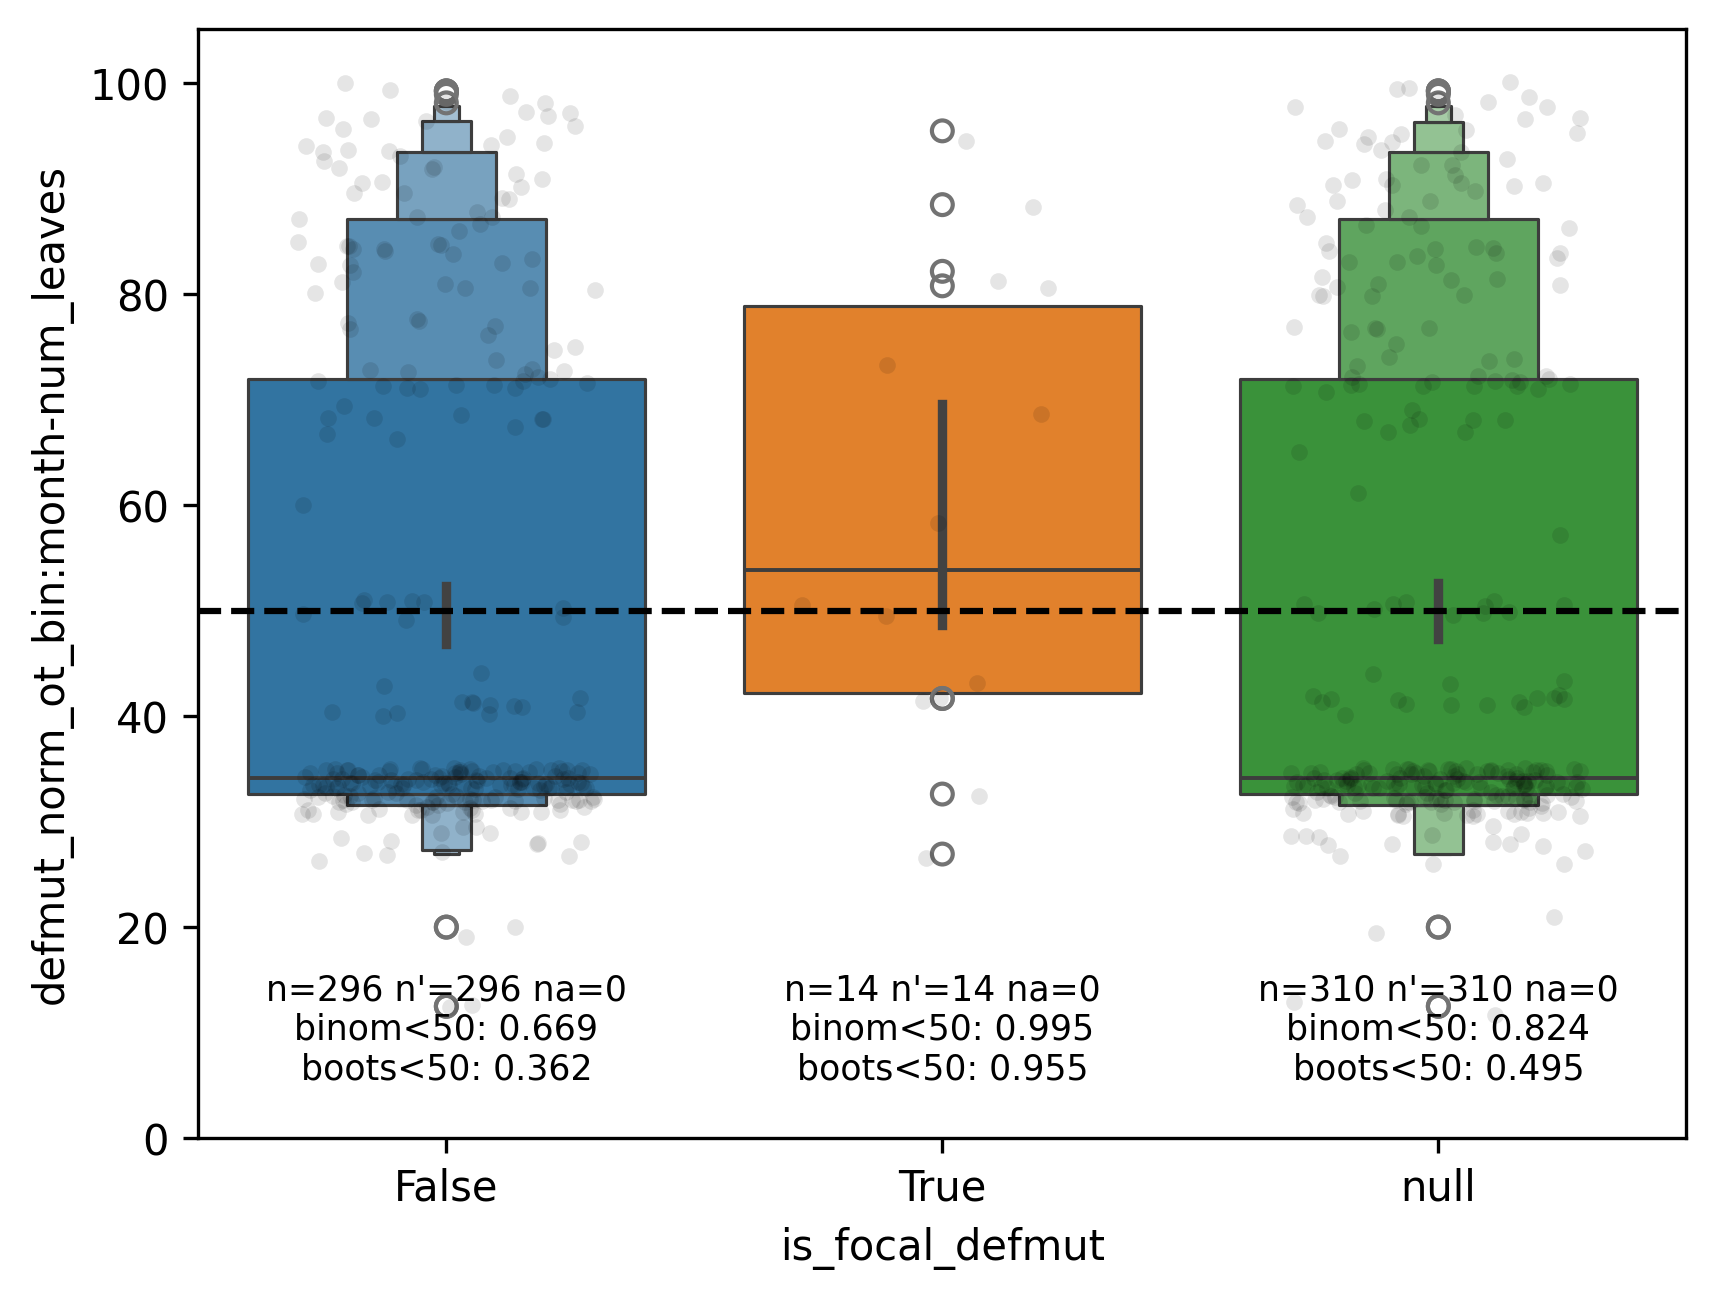 100
80
60
40
20
0
defmut_norm_ot_bin:month-num_leaves
n=296 n'=296 na=0
binom<50: 0.669
boots<50: 0.362
n=14 n'=14 na=0
binom<50: 0.995
boots<50: 0.955
n=310 n'=310 na=0
binom<50: 0.824
boots<50: 0.495
False
True
null
is_focal_defmut